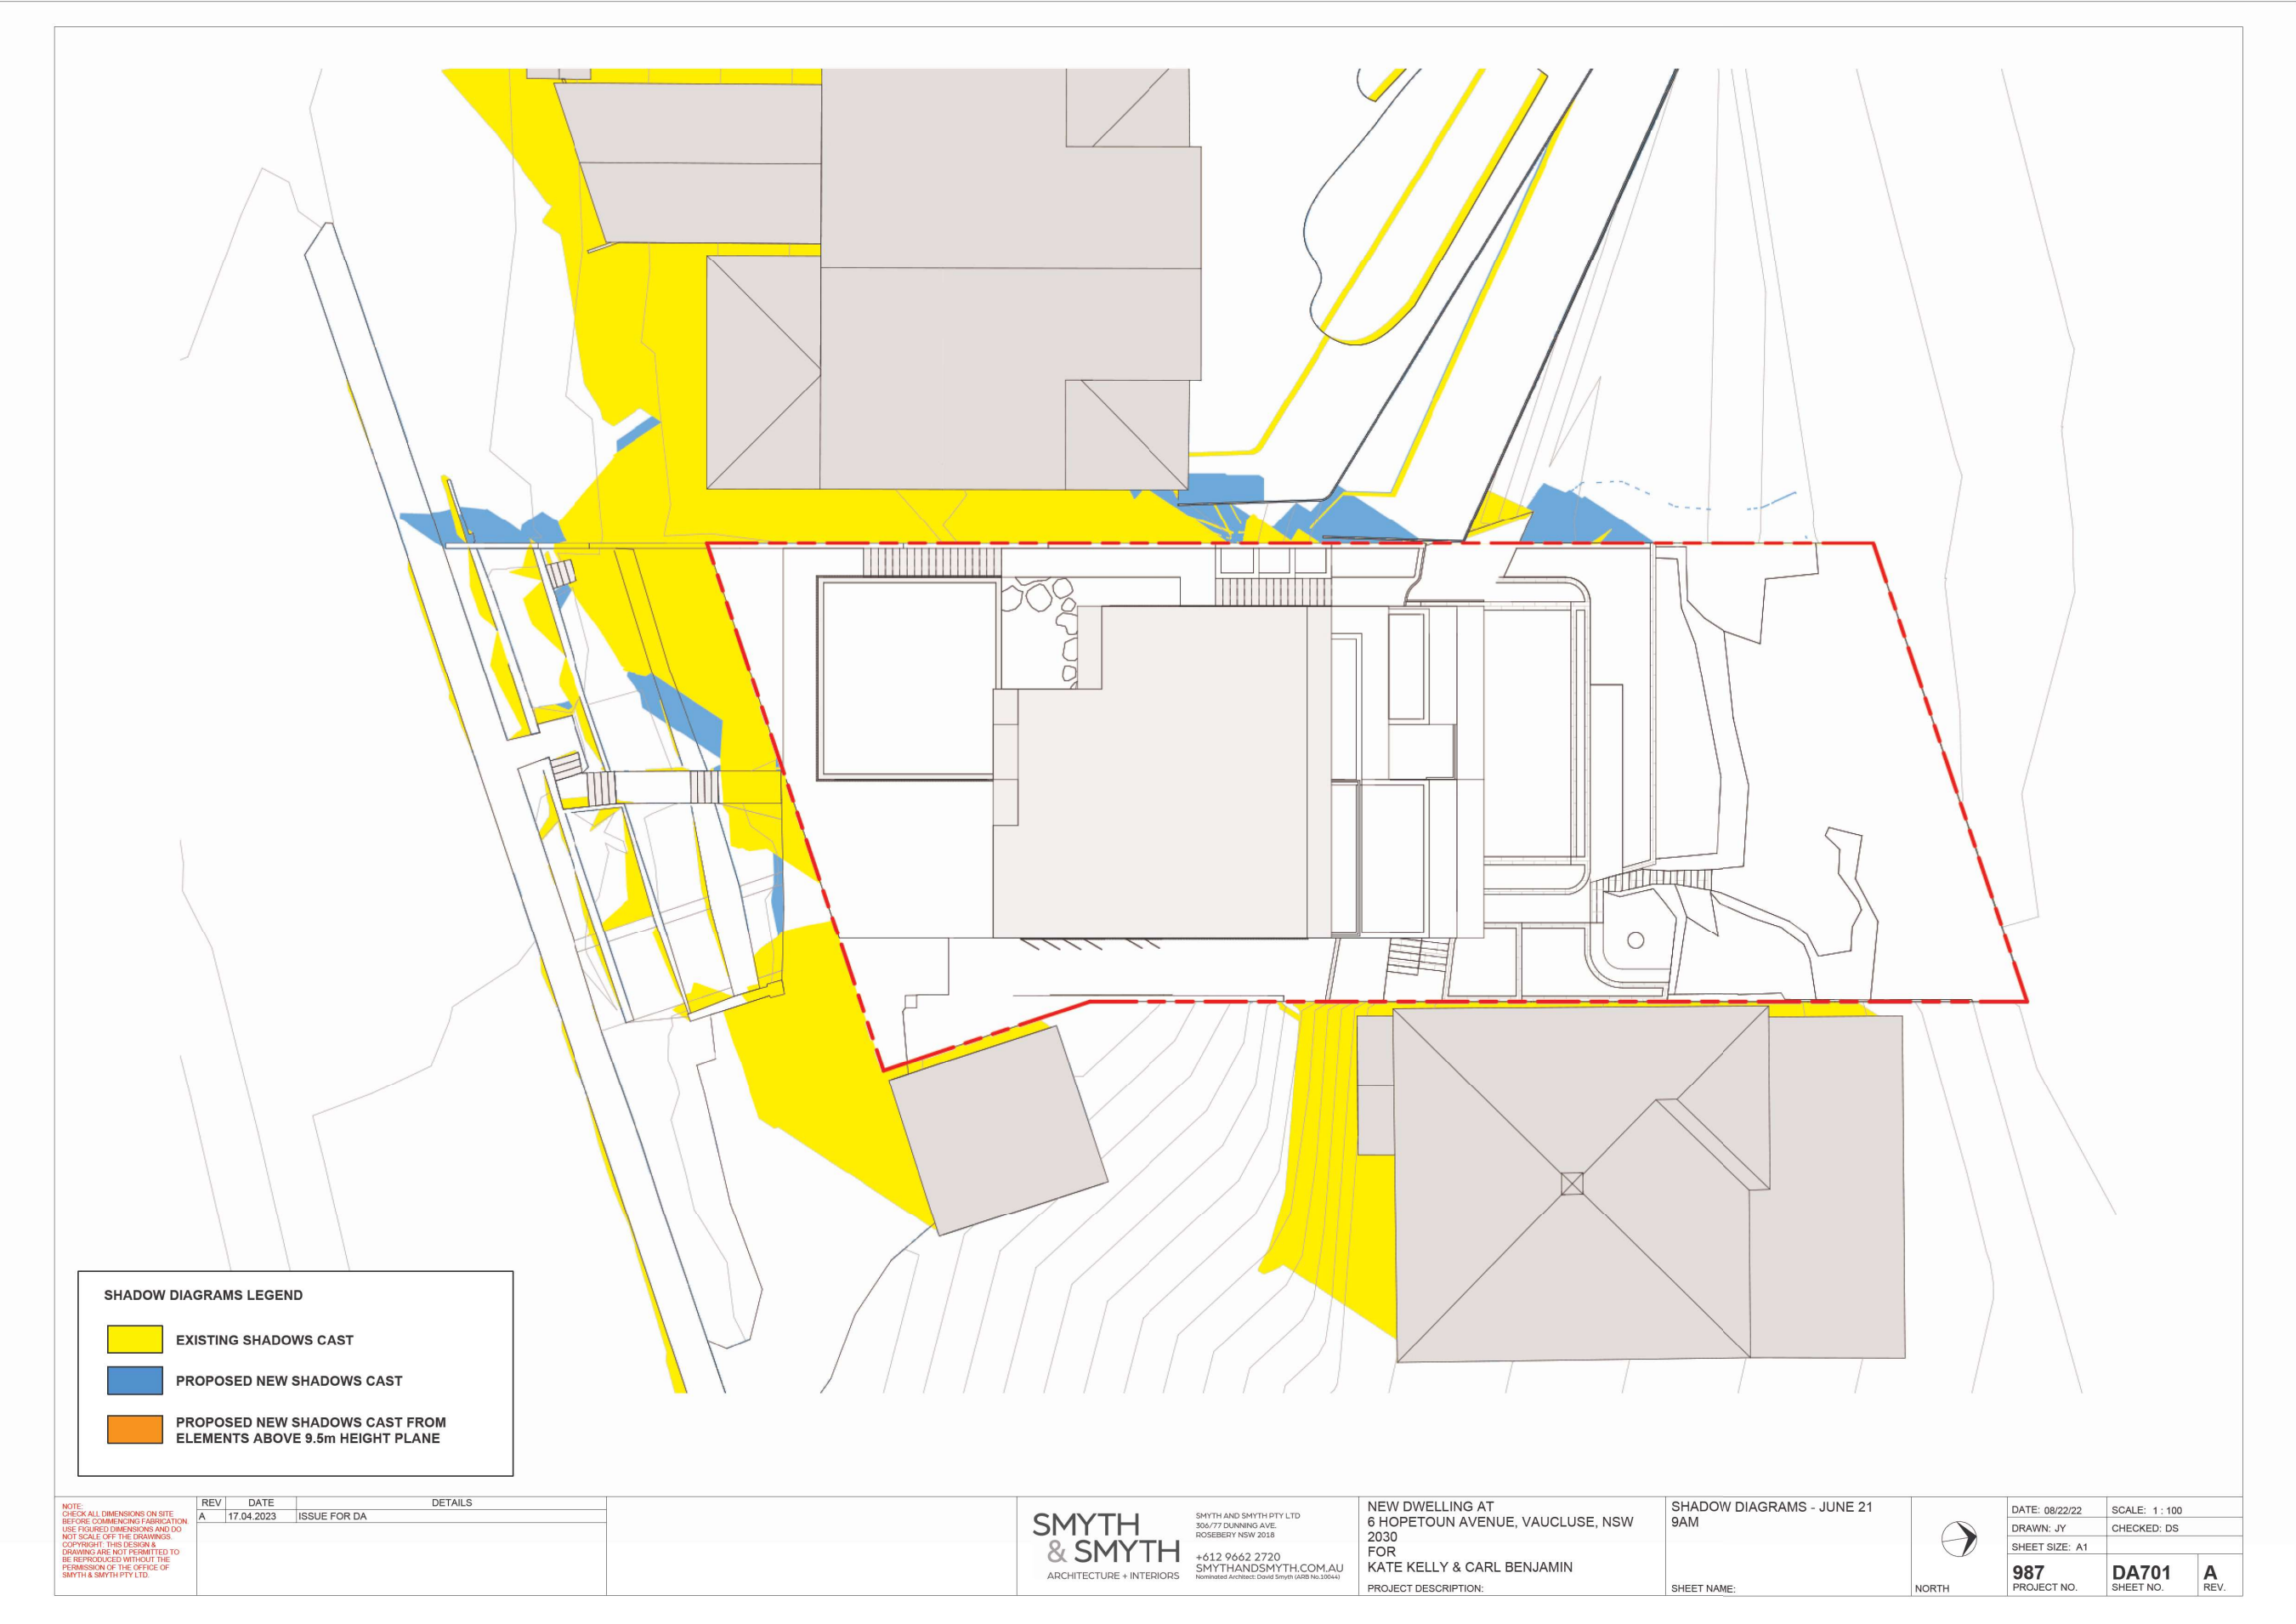 SHADOW DIAGRAMS LEGEND
EXISTING SHADOWS CAST
PROPOSED NEW SHADOWS CAST
PROPOSED NEW SHADOWS CAST FROM
ELEMENTS ABOVE 9.5m HEIGHT PLANE
NOTE:
CHECK ALL DIMENSIONS ON SITE
BEFORE COMMENCING FABRICATION.
USE FIGURED DIMENSIONS AND DO
NOT SCALE OFF THE DRAWINGS.
COPYRIGHT: THIS DESIGN &
DRAWING ARE NOT PERMITTED TO
BE REPRODUCED WITHOUT THE
PERMISSION OF THE OFFICE OF
SMYTH & SMYTH PTY LTD.
REV DATE DETAILS
A 17.04.2023 ISSUE FOR DA
SMYTH
& SMYTH
ARCHITECTURE + INTERIORS
SMYTH AND SMYTH PTY LTD
306/77 DUNNING AVE.
ROSEBERY NSW 2018
+612 9662 2720
SMYTHANDSMYTH.COM.AU
Nominated Architect: David Smyth (ARB No.10044)
NEW DWELLING AT
6 HOPETOUN AVENUE, VAUCLUSE, NSW
2030
FOR
KATE KELLY & CARL BENJAMIN
PROJECT DESCRIPTION:
SHADOW DIAGRAMS - JUNE 21
9AM
SHEET NAME:
NORTH
DATE: 08/22/22 SCALE: 1 : 100
DRAWN: JY CHECKED: DS
SHEET SIZE: A1
987 DA701 A
PROJECT NO. SHEET NO. REV.